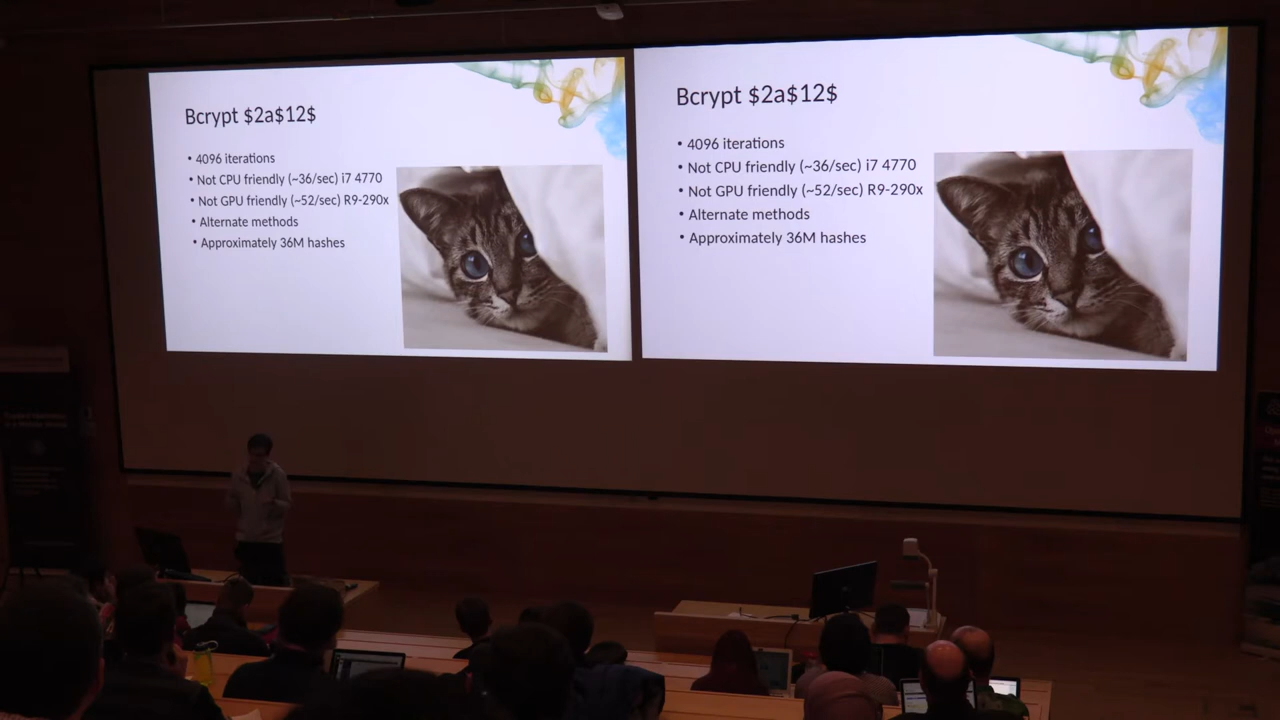 Bcrypt $2a$12$
• 4096 iterations
• Not CPU friendly (~36/sec) i7 4770
• Not GPU friendly (~52/sec) R9-290x
• Alternate methods
• Approximately 36M hashes
Bcrypt $2a$12$
• 4096 iterations
• Not CPU friendly (~36/sec) i7 4770
• Not GPU friendly (~52/sec) R9-290x
• Alternate methods
• Approximately 36M hashes